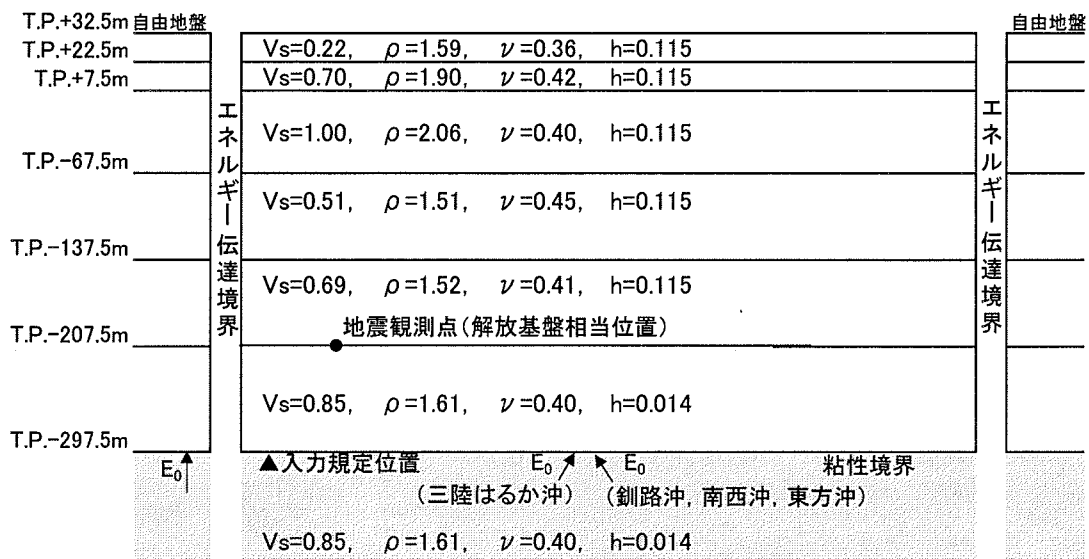 T.P.+32.5m 自由地盤 自由地盤
T.P.+22.5m
T.P.+7.5m
T.P.-67.5m
T.P.-137.5m
T.P.-207.5m
T.P.-297.5m
エネルギー伝達境界
Vs=0.22, ρ=1.59, ν=0.36, h=0.115
Vs=0.70, ρ=1.90, ν=0.42, h=0.115
Vs=1.00, ρ=2.06, ν=0.40, h=0.115
Vs=0.51, ρ=1.51, ν=0.45, h=0.115
Vs=0.69, ρ=1.52, ν=0.41, h=0.115
地震観測点(解放基盤相当位置)
Vs=0.85, ρ=1.61, ν=0.40, h=0.014
エネルギー伝達境界
E₀ ▲入力規定位置 E₀ E₀ 粘性境界
(三陸はるか沖) (釧路沖, 南西沖, 東方沖)
Vs=0.85, ρ=1.61, ν=0.40, h=0.014